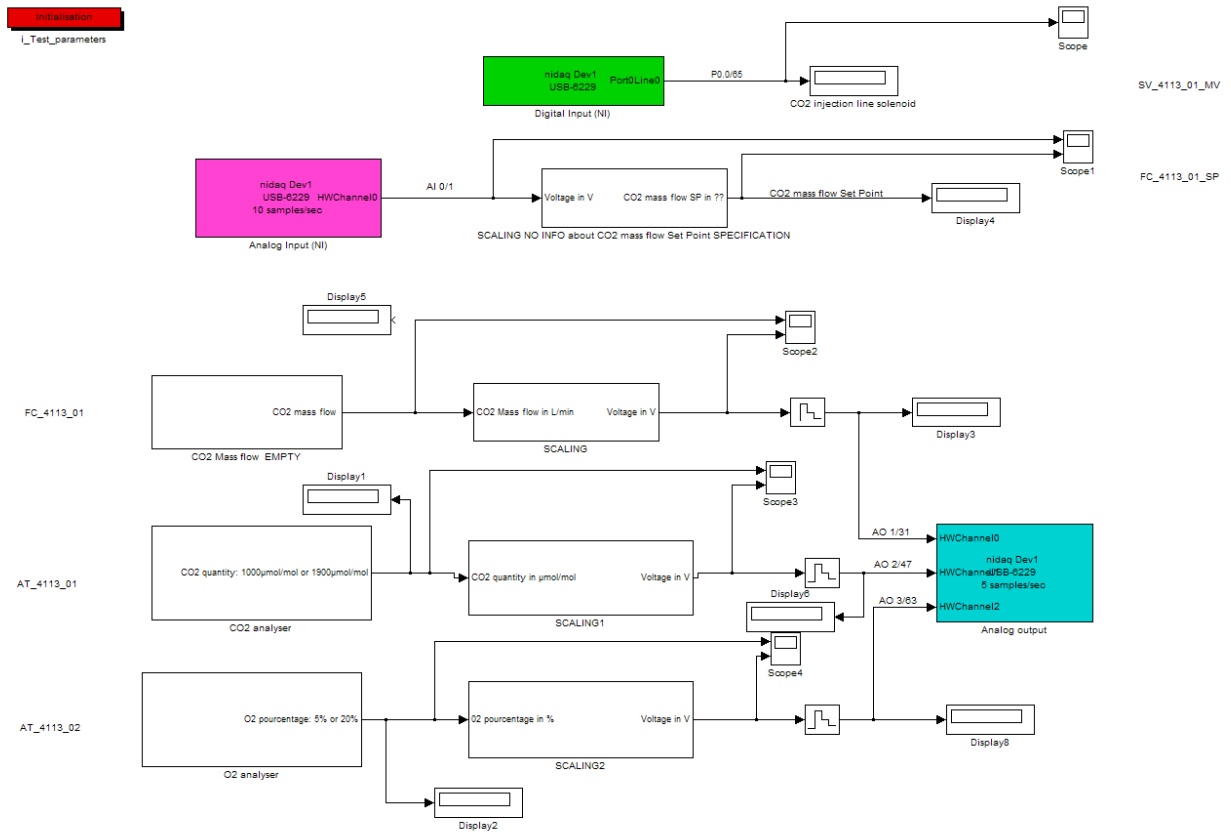 Initialisation
i_Test_parameters
Scope
nidaq Dev1
USB-6229
Port0Line0
P0.0/65
Digital Input (NI)
CO2 injection line solenoid
SV_4113_01_MV
Scope1
FC_4113_01_SP
nidaq Dev1
USB-6229
10 samples/sec
HWChannel0
AI 0/1
Analog Input (NI)
Voltage in V
CO2 mass flow SP in ??
CO2 mass flow Set Point
Display4
SCALING NO INFO about CO2 mass flow Set Point SPECIFICATION
Display5
Scope2
FC_4113_01
CO2 mass flow
CO2 Mass flow EMPTY
CO2 Mass flow in L/min
Voltage in V
SCALING
Display3
Display1
Scope3
AT_4113_01
CO2 quantity: 1000µmol/mol or 1900µmol/mol
CO2 analyser
CO2 quantity in µmol/mol
Voltage in V
SCALING1
Display6
AO 1/31
AO 2/47
AO 3/63
HWChannel0
nidaq Dev1
HWChannel1
USB-6229
5 samples/sec
HWChannel2
Analog output
Scope4
AT_4113_02
O2 pourcentage: 5% or 20%
O2 analyser
02 pourcentage in %
Voltage in V
SCALING2
Display8
Display2